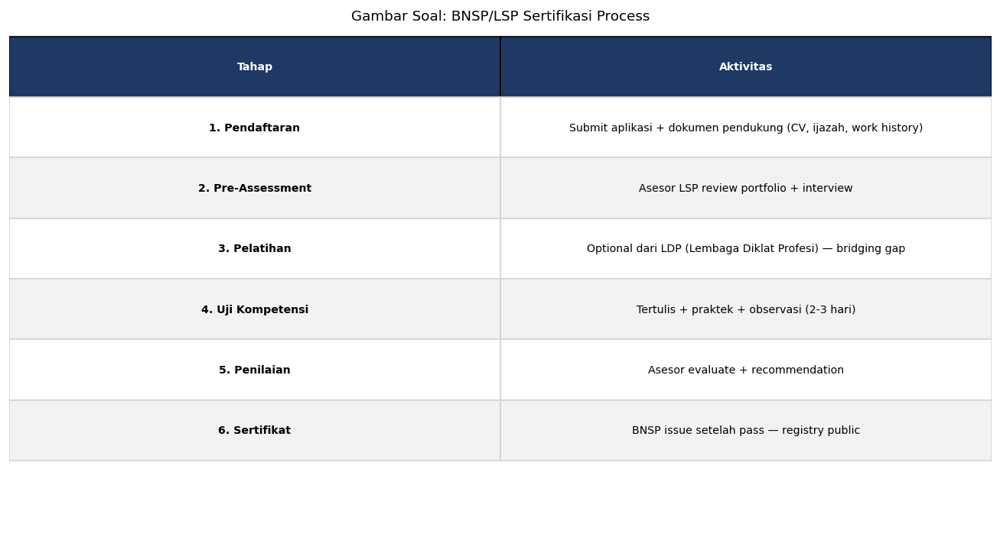 Gambar Soal: BNSP/LSP Sertifikasi Process
Tahap
Aktivitas
1. Pendaftaran
Submit aplikasi + dokumen pendukung (CV, ijazah, work history)
2. Pre-Assessment
Asesor LSP review portfolio + interview
3. Pelatihan
Optional dari LDP (Lembaga Diklat Profesi) — bridging gap
4. Uji Kompetensi
Tertulis + praktek + observasi (2-3 hari)
5. Penilaian
Asesor evaluate + recommendation
6. Sertifikat
BNSP issue setelah pass — registry public